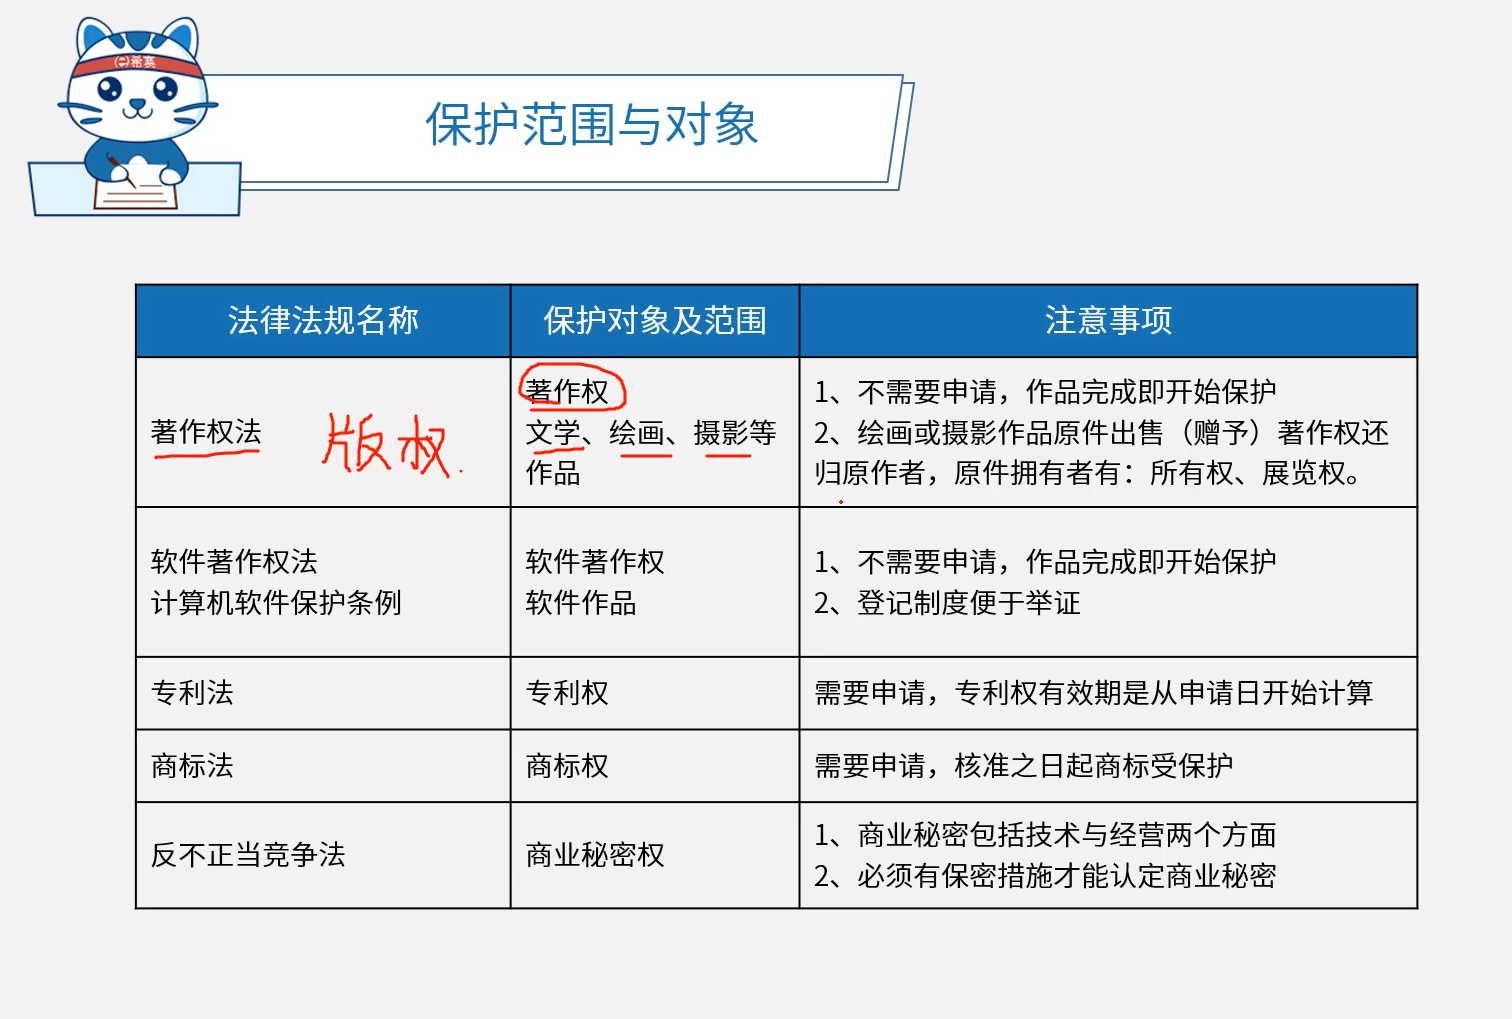 希赛
保护范围与对象
法律法规名称
保护对象及范围
注意事项
著作权法
版权
著作权
文学、绘画、摄影等
作品
1、不需要申请，作品完成即开始保护
2、绘画或摄影作品原件出售（赠予）著作权还
归原作者，原件拥有者有：所有权、展览权。
软件著作权法
计算机软件保护条例
软件著作权
软件作品
1、不需要申请，作品完成即开始保护
2、登记制度便于举证
专利法
专利权
需要申请，专利权有效期是从申请日开始计算
商标法
商标权
需要申请，核准之日起商标受保护
反不正当竞争法
商业秘密权
1、商业秘密包括技术与经营两个方面
2、必须有保密措施才能认定商业秘密